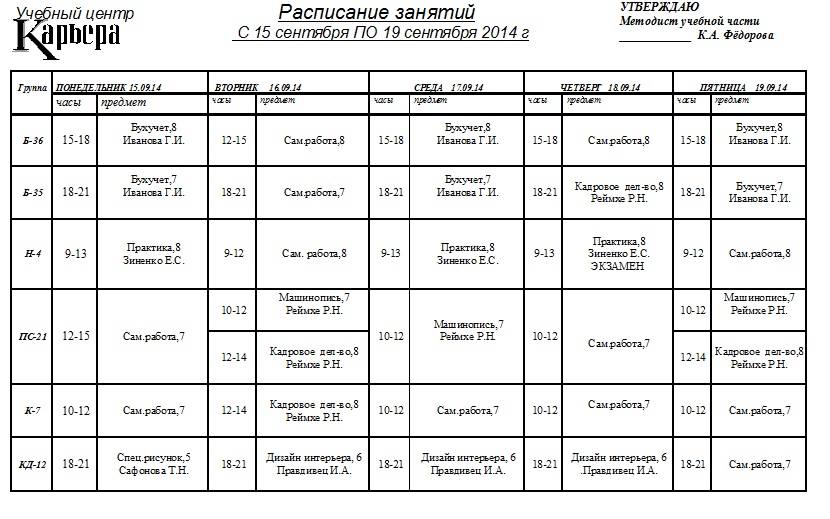 Учебный центр
Карьера
Расписание занятий
С 15 сентября ПО 19 сентября 2014 г
УТВЕРЖДАЮ
Методист учебной части
____________ К.А. Фёдорова
Группа ПОНЕДЕЛЬНИК 15.09.14 ВТОРНИК 16.09.14 СРЕДА 17.09.14 ЧЕТВЕРГ 18.09.14 ПЯТНИЦА 19.09.14
часы предмет часы предмет часы предмет часы предмет часы предмет
Б-36 15-18 Бухучет,8 Иванова Г.И. 12-15 Сам.работа,8 15-18 Бухучет,8 Иванова Г.И. 15-18 Сам.работа,8 15-18 Бухучет,8 Иванова Г.И.
Б-35 18-21 Бухучет,7 Иванова Г.И. 18-21 Сам.работа,7 18-21 Бухучет,7 Иванова Г.И. 18-21 Кадровое дел-во,8 Реймхе Р.Н. 18-21 Бухучет,7 Иванова Г.И.
Н-4 9-13 Практика,8 Зиненко Е.С. 9-12 Сам. работа,8 9-13 Практика,8 Зиненко Е.С. 9-13 Практика,8 Зиненко Е.С. ЭКЗАМЕН 9-12 Сам.работа,8
ПС-21 12-15 Сам.работа,7 10-12 Машинопись,7 Реймхе Р.Н. 10-12 Машинопись,7 Реймхе Р.Н. 10-12 Сам.работа,7 10-12 Машинопись,7 Реймхе Р.Н.
12-14 Кадровое дел-во,8 Реймхе Р.Н. 12-14 Кадровое дел-во,8 Реймхе Р.Н.
К-7 10-12 Сам.работа,7 12-14 Кадровое дел-во,8 Реймхе Р.Н. 10-12 Сам.работа,7 10-12 Сам.работа,7 10-12 Сам.работа,7
КД-12 18-21 Спец.рисунок,5 Сафонова Т.Н. 18-21 Дизайн интерьера, 6 Правдивец И.А. 18-21 Дизайн интерьера, 6 Правдивец И.А. 18-21 Дизайн интерьера, 6 .Правдивец И.А. 18-21 Сам.работа,7